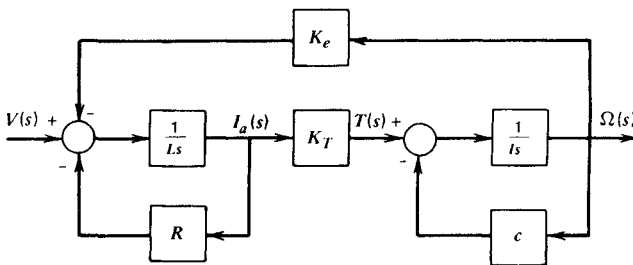 K_e
V(s) +
-
-
1/Ls
I_a(s)
K_T
T(s) +
-
1/Is
Ω(s)
R
c